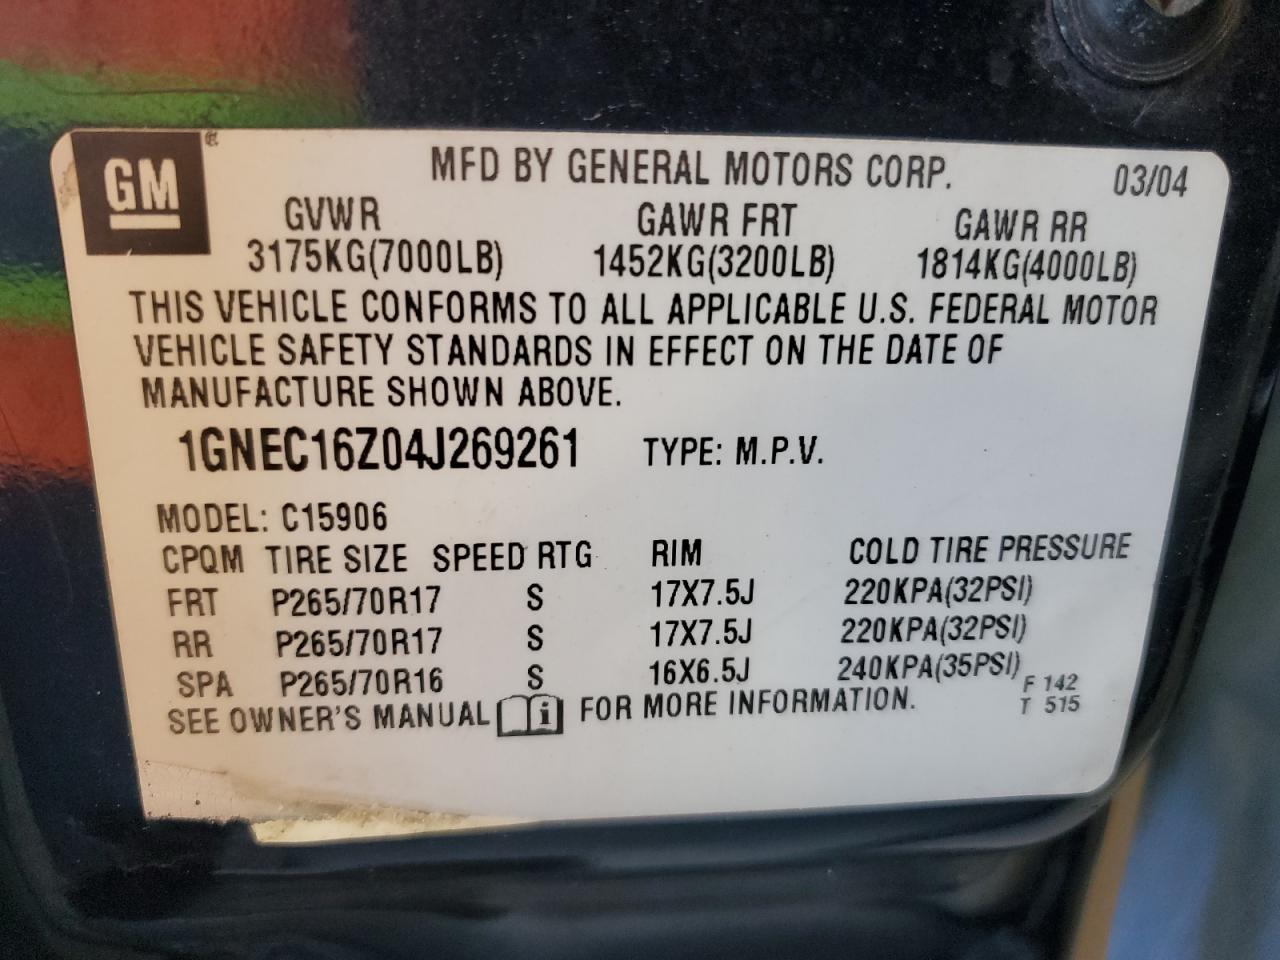 GM ®
MFD BY GENERAL MOTORS CORP. 03/04
GVWR GAWR FRT GAWR RR
3175KG(7000LB) 1452KG(3200LB) 1814KG(4000LB)
THIS VEHICLE CONFORMS TO ALL APPLICABLE U.S. FEDERAL MOTOR
VEHICLE SAFETY STANDARDS IN EFFECT ON THE DATE OF
MANUFACTURE SHOWN ABOVE.
1GNEC16Z04J269261 TYPE: M.P.V.
MODEL: C15906
CPQM TIRE SIZE SPEED RTG RIM COLD TIRE PRESSURE
FRT P265/70R17 S 17X7.5J 220KPA(32PSI)
RR P265/70R17 S 17X7.5J 220KPA(32PSI)
SPA P265/70R16 S 16X6.5J 240KPA(35PSI)
SEE OWNER'S MANUAL i FOR MORE INFORMATION.
F 142
T 515